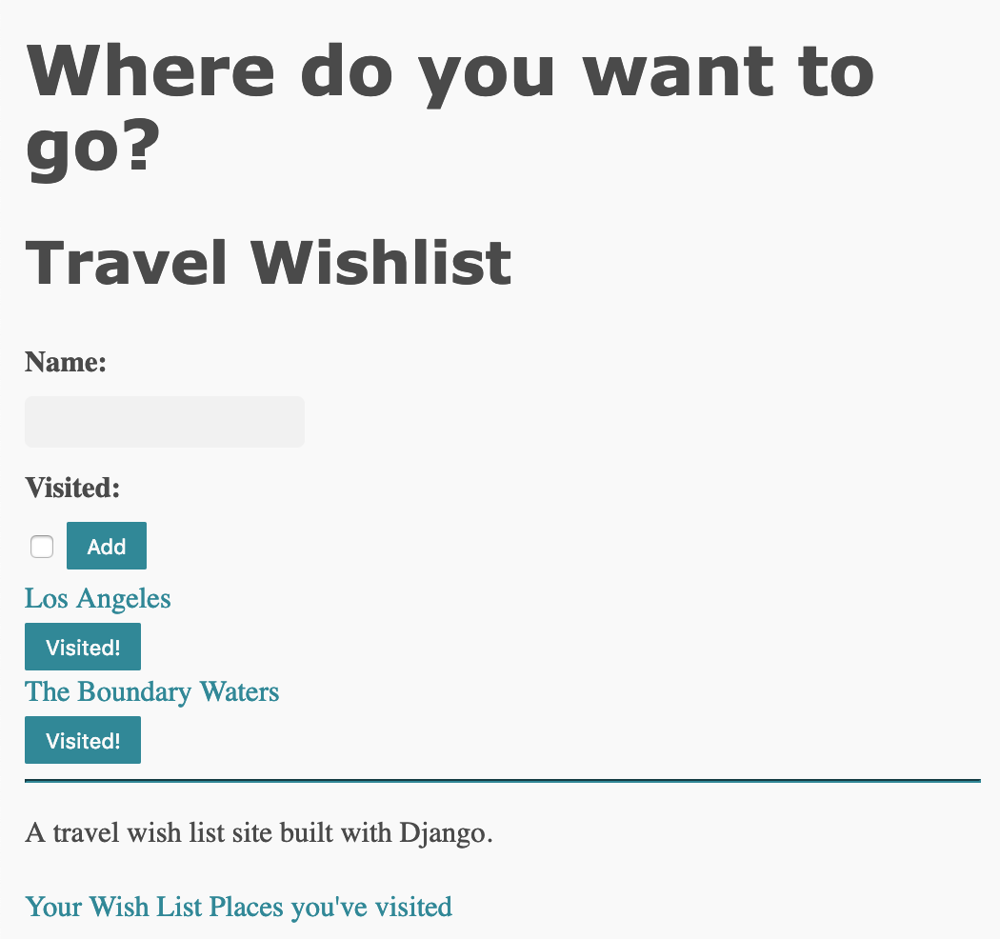 Where do you want to
go?
Travel Wishlist
Name:
Visited:
Add
Los Angeles
Visited!
The Boundary Waters
Visited!
A travel wish list site built with Django.
Your Wish List Places you've visited